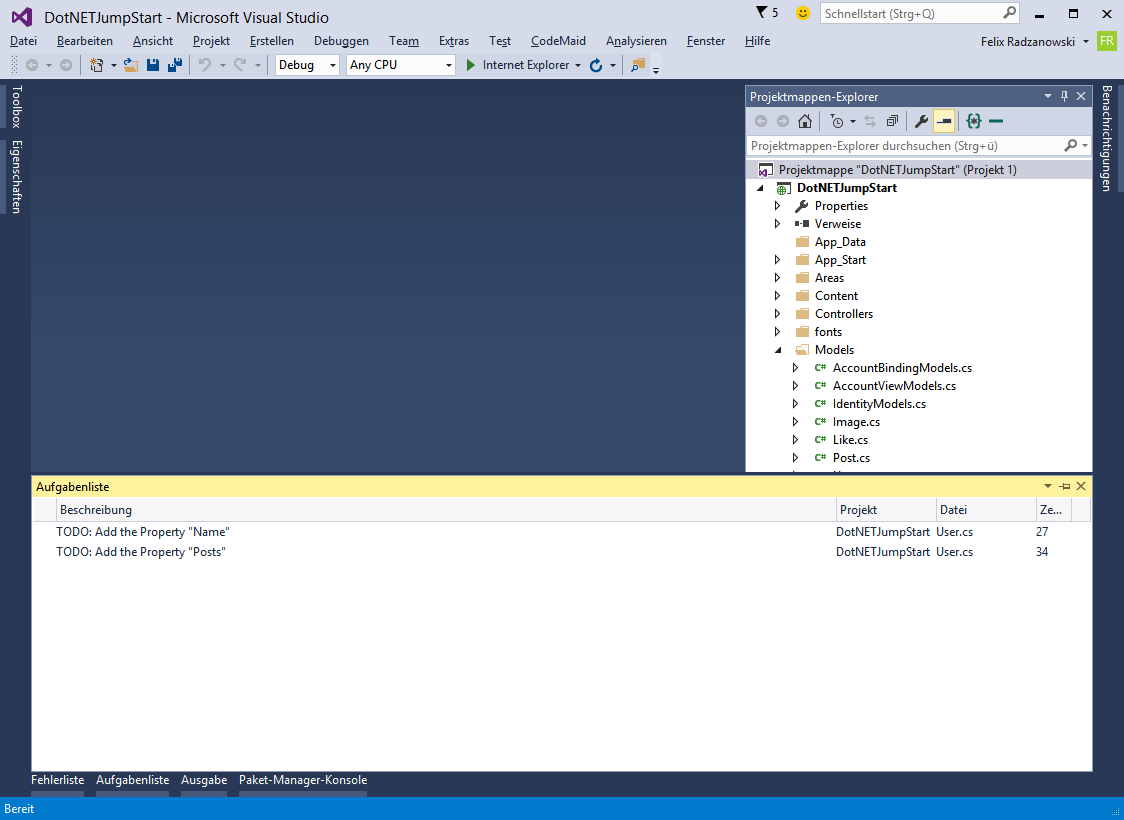 DotNETJumpStart - Microsoft Visual Studio
5
Schnellstart (Strg+Q)
Datei Bearbeiten Ansicht Projekt Erstellen Debuggen Team Extras Test CodeMaid Analysieren Fenster Hilfe
Felix Radzanowski FR
Debug Any CPU Internet Explorer
Toolbox
Eigenschaften
Projektmappen-Explorer
Projektmappen-Explorer durchsuchen (Strg+ü)
Projektmappe "DotNETJumpStart" (Projekt 1)
DotNETJumpStart
Properties
Verweise
App_Data
App_Start
Areas
Content
Controllers
fonts
Models
C# AccountBindingModels.cs
C# AccountViewModels.cs
C# IdentityModels.cs
C# Image.cs
C# Like.cs
C# Post.cs
Benachrichtigungen
Aufgabenliste
Beschreibung Projekt Datei Ze...
TODO: Add the Property "Name" DotNETJumpStart User.cs 27
TODO: Add the Property "Posts" DotNETJumpStart User.cs 34
Fehlerliste Aufgabenliste Ausgabe Paket-Manager-Konsole
Bereit